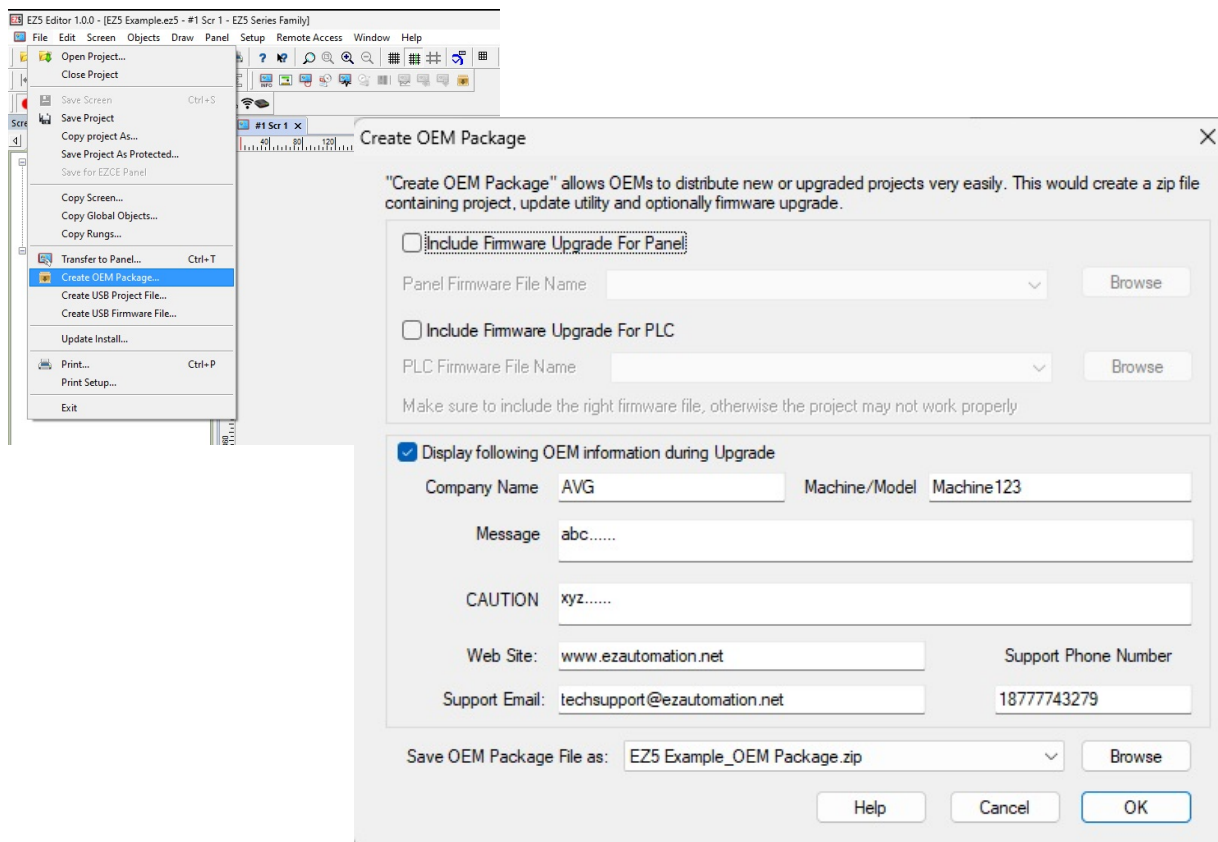 EZ5 Editor 1.0.0 - [EZ5 Example.ez5 - #1 Scr 1 - EZ5 Series Family]
File Edit Screen Objects Draw Panel Setup Remote Access Window Help
Open Project...
Close Project
Save Screen Ctrl+S
Save Project
Copy project As...
Save Project As Protected...
Save for EZCE Panel
Copy Screen...
Copy Global Objects...
Copy Rungs...
Transfer to Panel... Ctrl+T
Create OEM Package...
Create USB Project File...
Create USB Firmware File...
Update Install...
Print... Ctrl+P
Print Setup...
Exit
INFO
Scre
#1 Scr 1
40 80 120
Create OEM Package
"Create OEM Package" allows OEMs to distribute new or upgraded projects very easily. This would create a zip file
containing project, update utility and optionally firmware upgrade.
Include Firmware Upgrade For Panel
Panel Firmware File Name Browse
Include Firmware Upgrade For PLC
PLC Firmware File Name Browse
Make sure to include the right firmware file, otherwise the project may not work properly
Display following OEM information during Upgrade
Company Name AVG Machine/Model Machine123
Message abc......
CAUTION xyz......
Web Site: www.ezautomation.net Support Phone Number
Support Email: techsupport@ezautomation.net 18777743279
Save OEM Package File as: EZ5 Example_OEM Package.zip Browse
Help Cancel OK